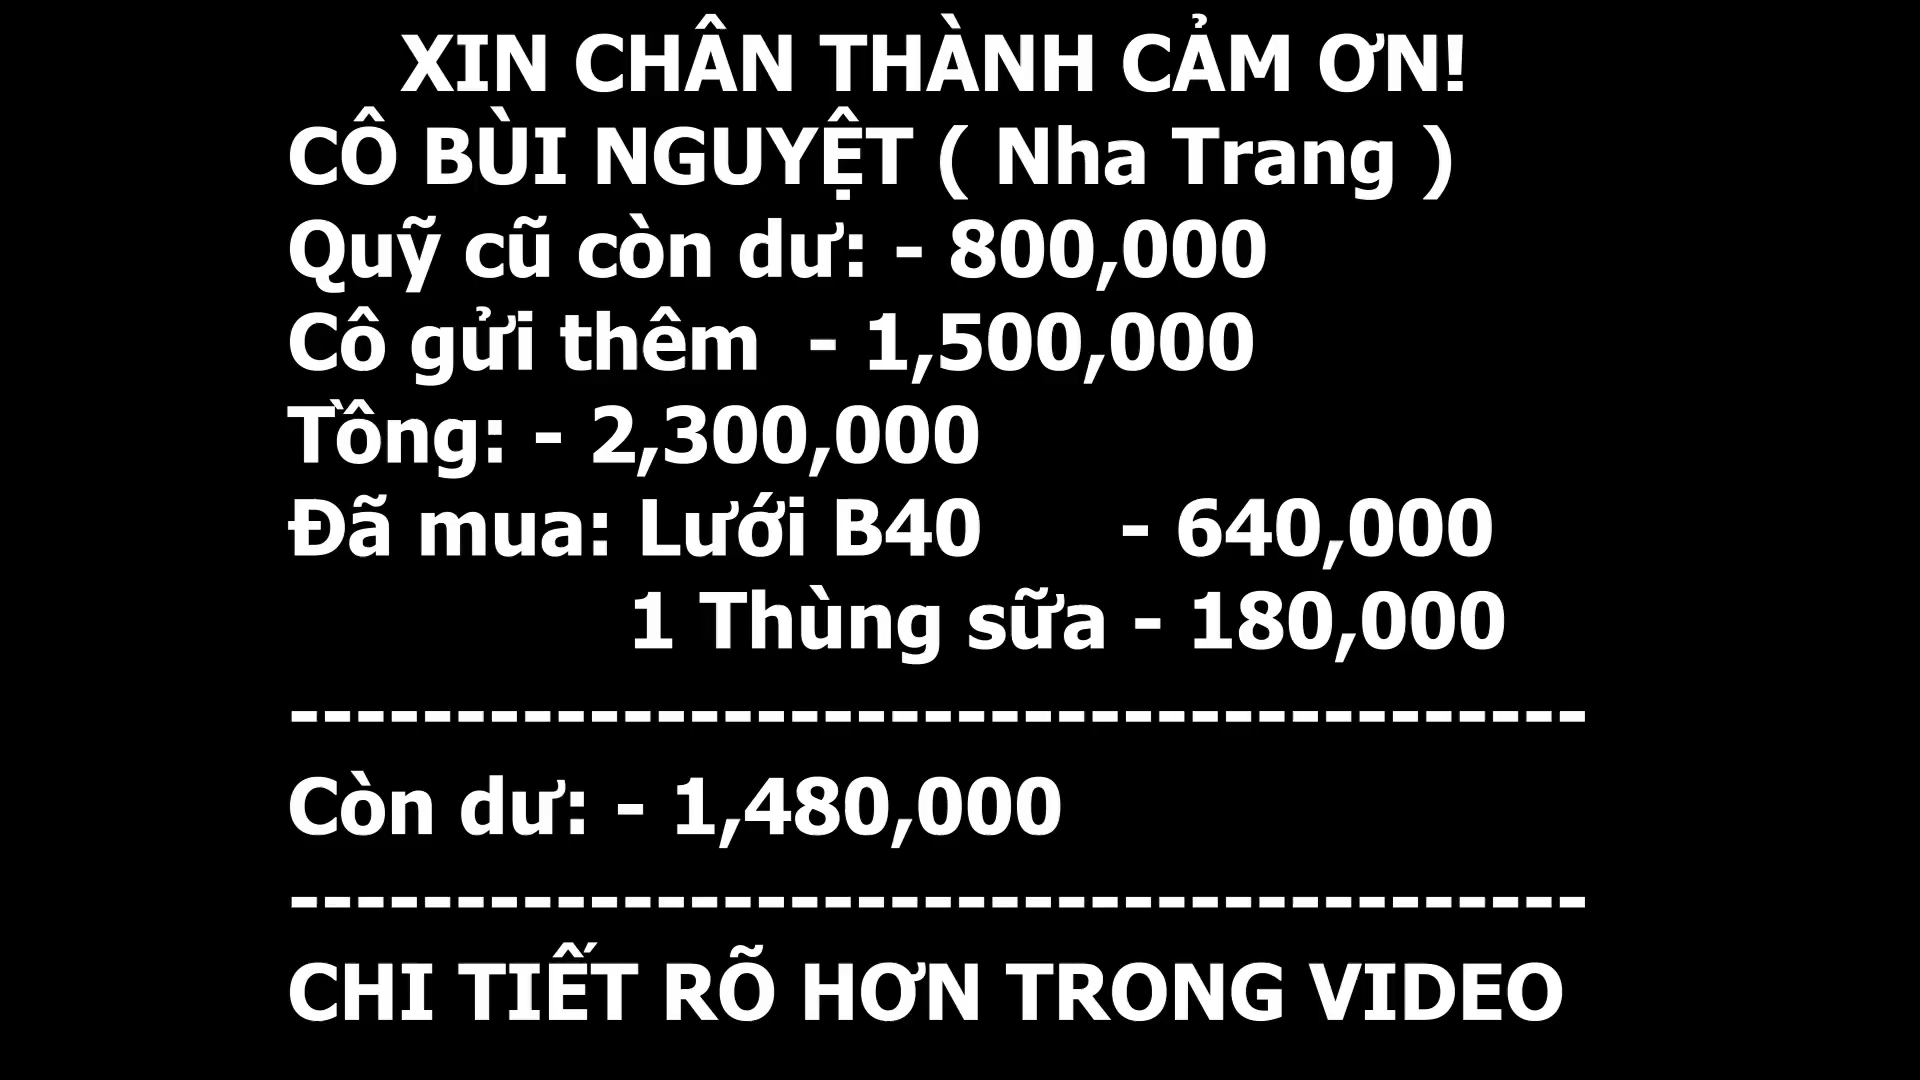 XIN CHÂN THÀNH CẢM ƠN!
CÔ BÙI NGUYỆT ( Nha Trang )
Quỹ cũ còn dư: - 800,000
Cô gửi thêm - 1,500,000
Tồng: - 2,300,000
Đã mua: Lưới B40 - 640,000
1 Thùng sữa - 180,000
---------------------------------------
Còn dư: - 1,480,000
---------------------------------------
CHI TIẾT RÕ HƠN TRONG VIDEO